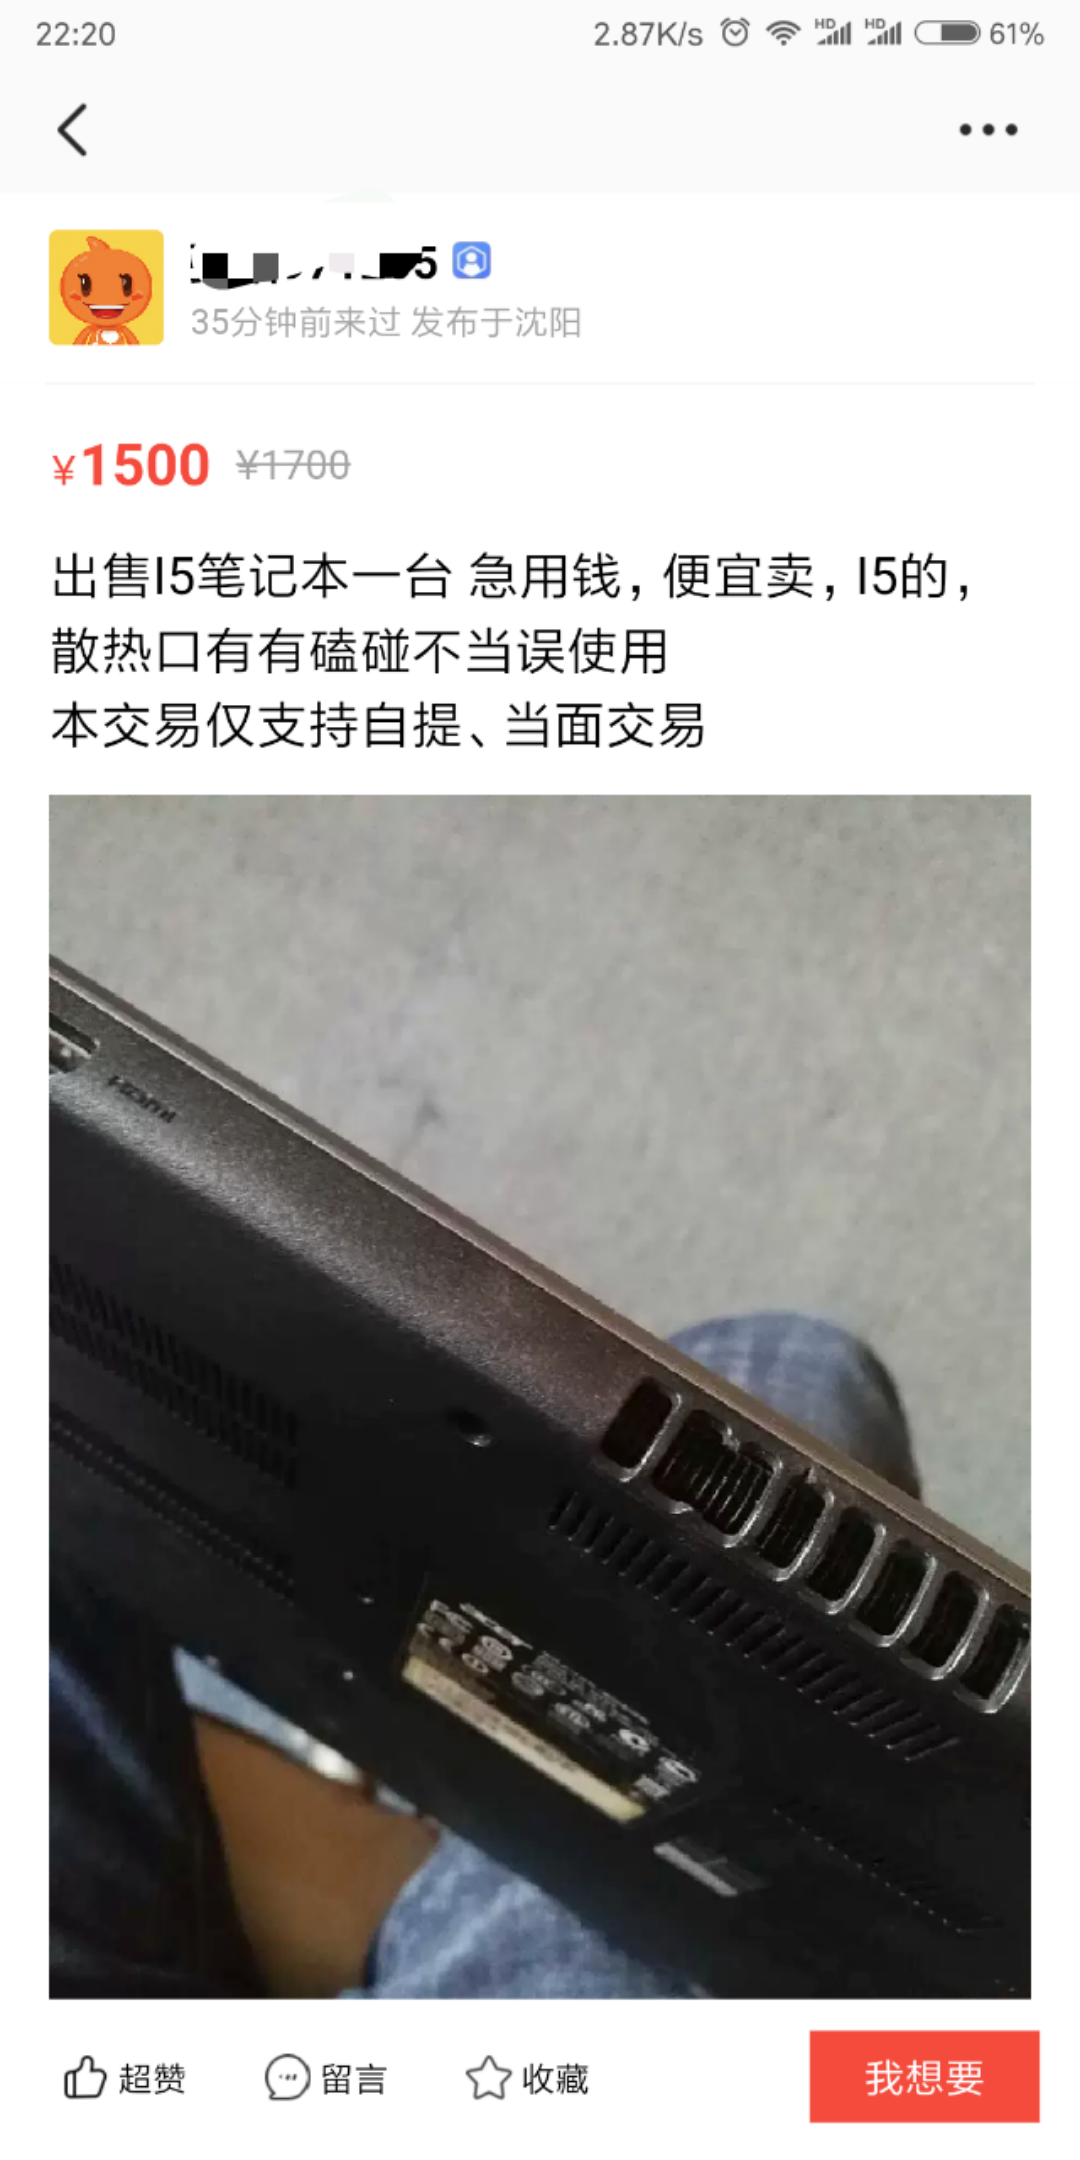 22:20
2.87K/s HD HD 61%
35分钟前来过 发布于沈阳
¥1500 ¥1700
出售I5笔记本一台 急用钱，便宜卖，I5的，
散热口有有磕碰不当误使用
本交易仅支持自提、当面交易
HDMI
acer
超赞 留言 收藏 我想要